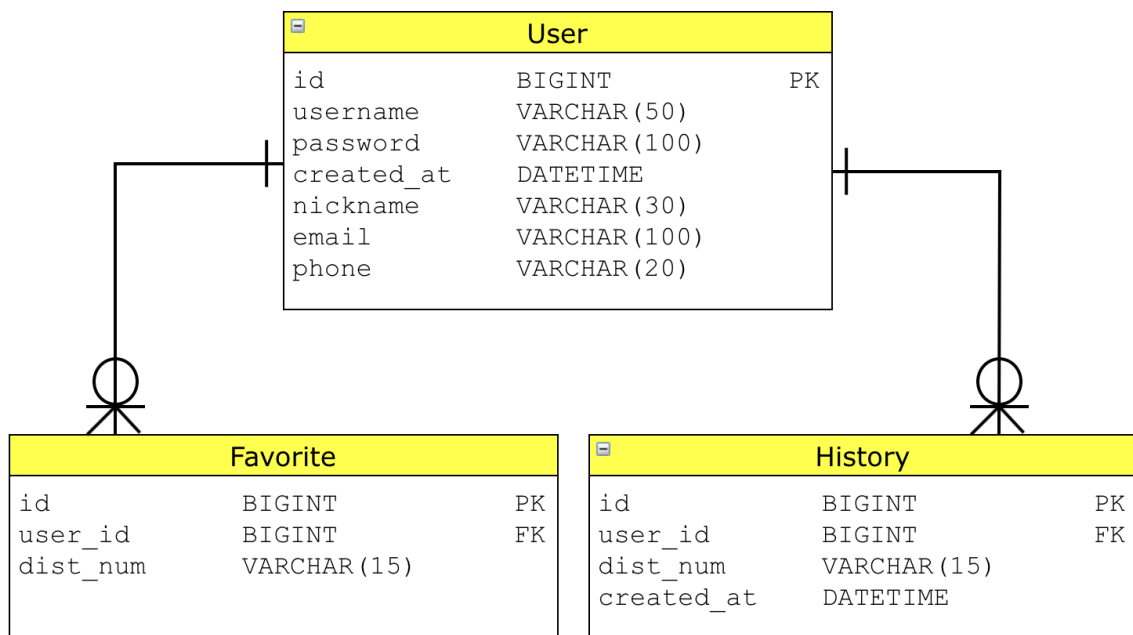 User
id BIGINT PK
username VARCHAR(50)
password VARCHAR(100)
created_at DATETIME
nickname VARCHAR(30)
email VARCHAR(100)
phone VARCHAR(20)
Favorite
id BIGINT PK
user_id BIGINT FK
dist_num VARCHAR(15)
History
id BIGINT PK
user_id BIGINT FK
dist_num VARCHAR(15)
created_at DATETIME